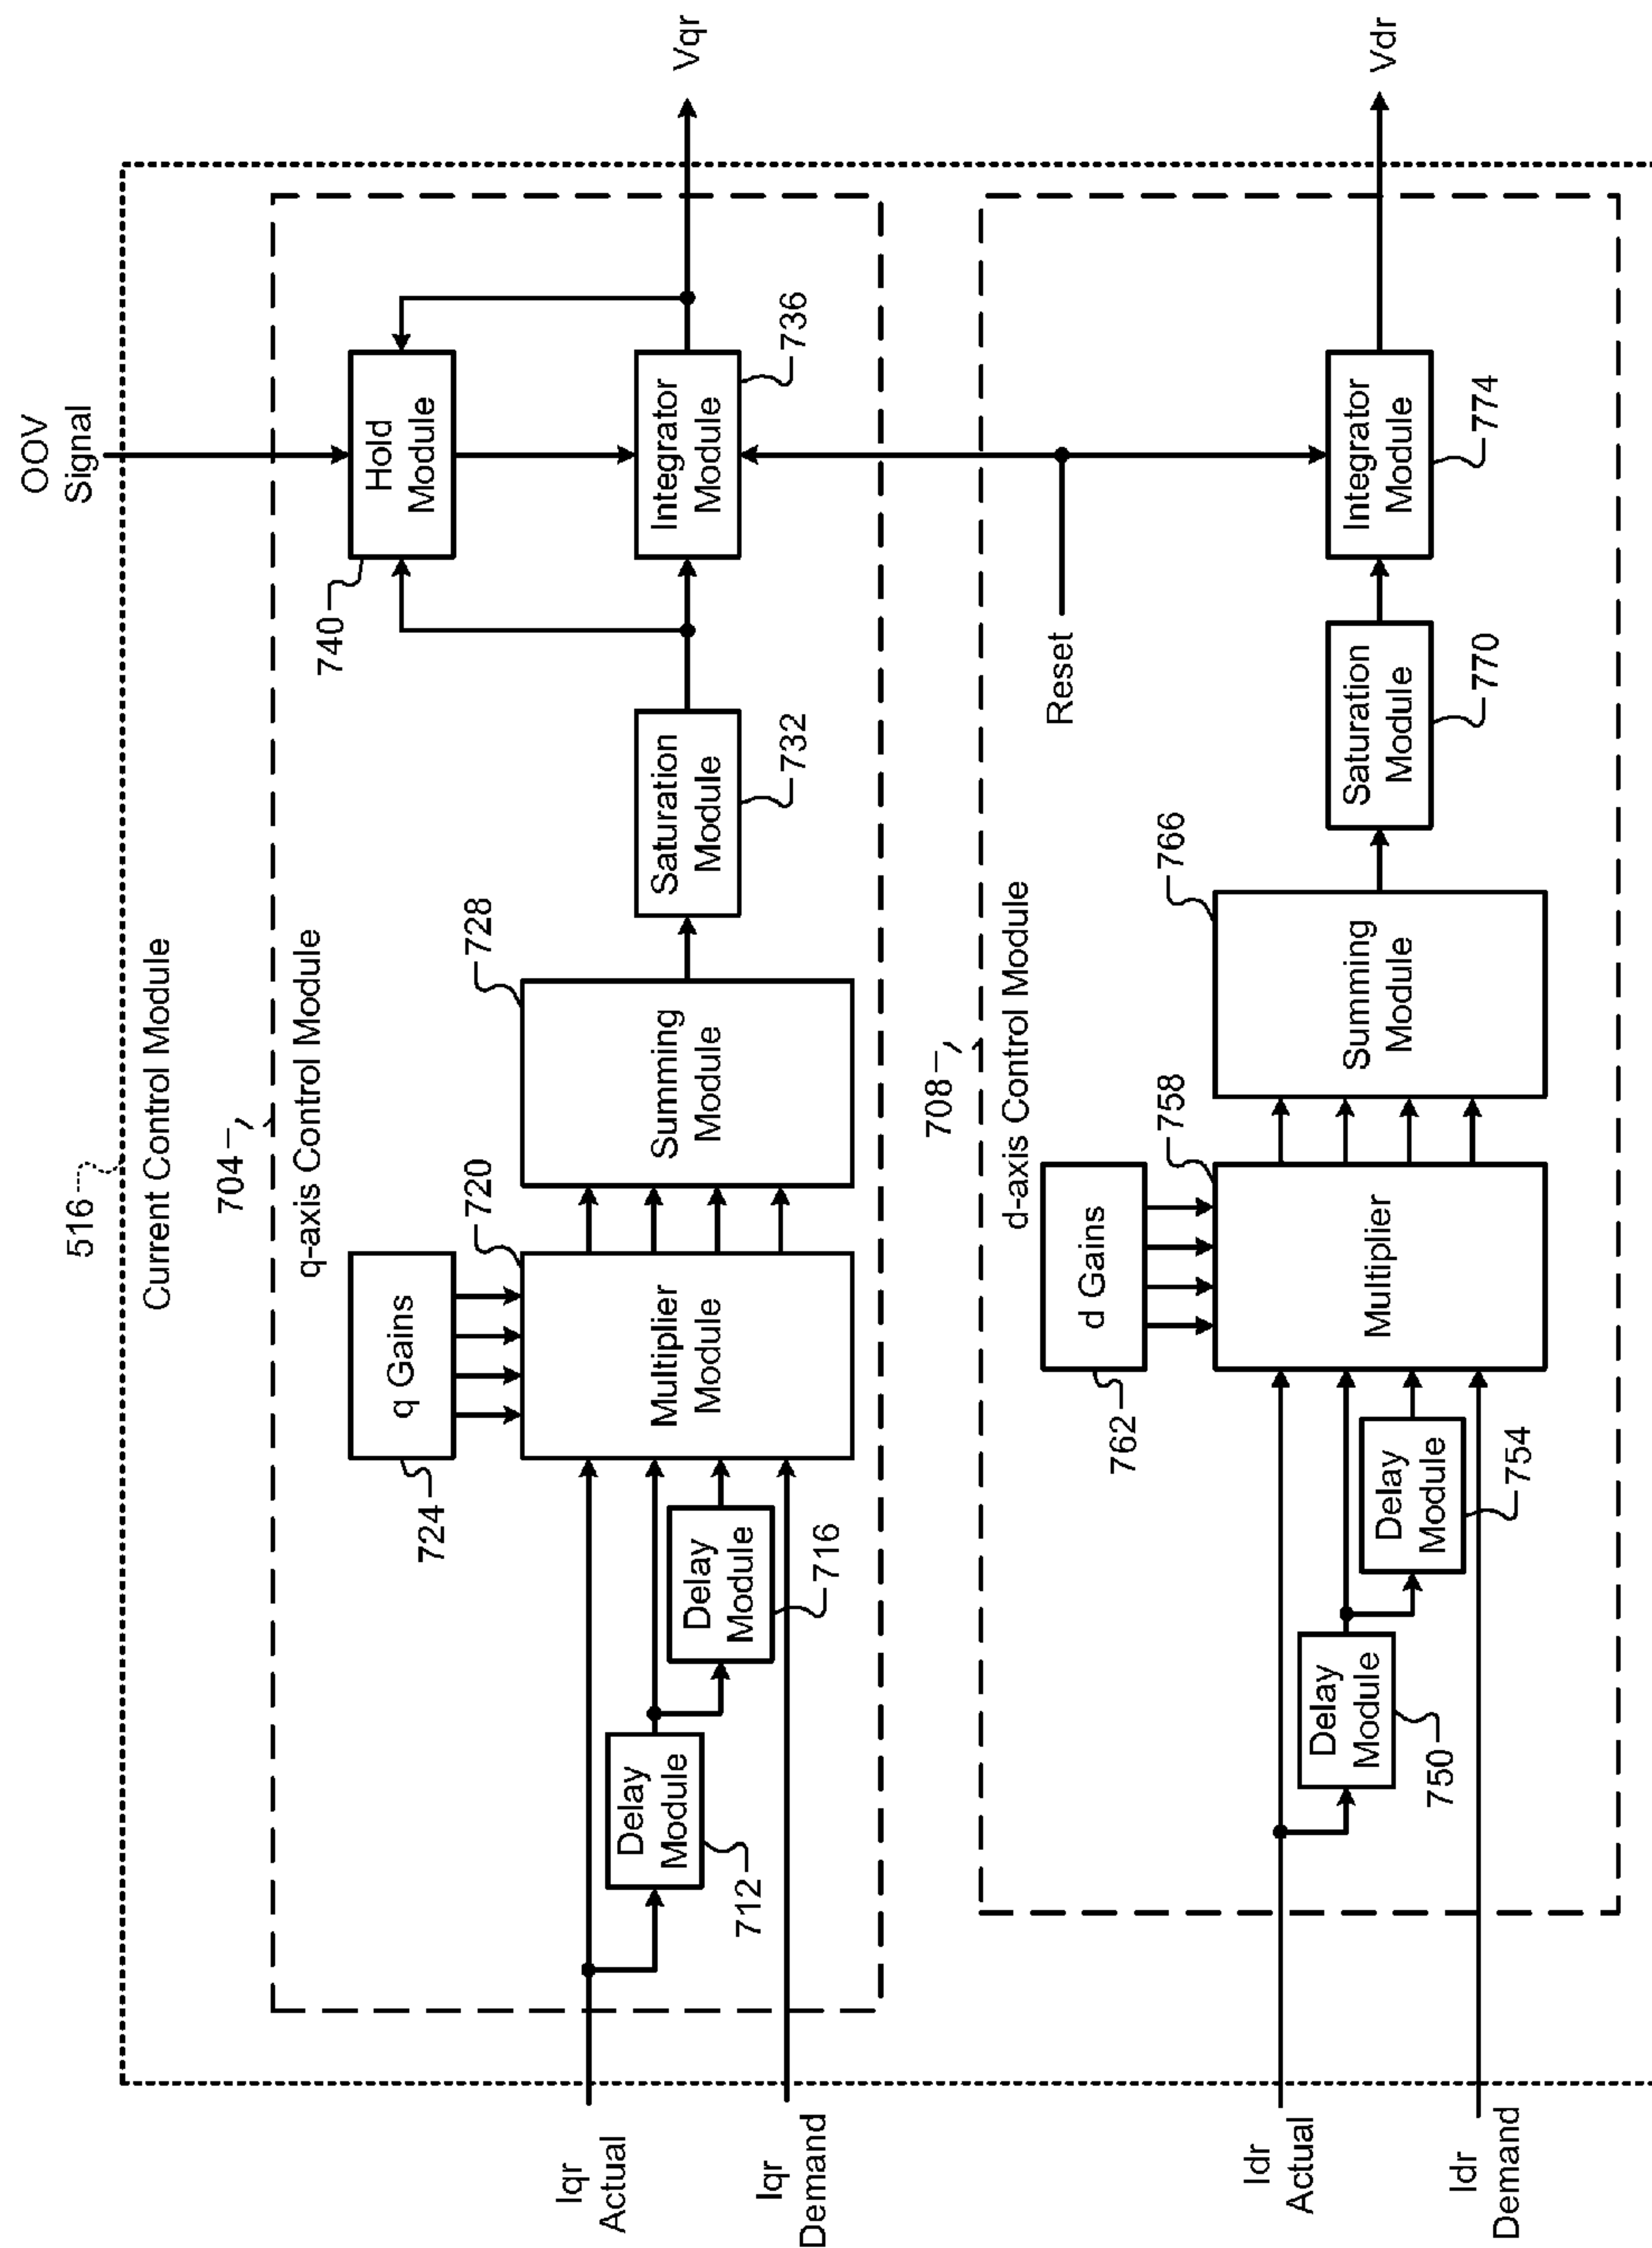 OOV
Signal
516
Current Control Module
704
q-axis Control Module
q Gains
724
740
Hold
Module
Iqr
Actual
Iqr
Demand
Delay
Module
712
Delay
Module
716
Multiplier
Module
720
Summing
Module
728
Saturation
Module
732
Integrator
Module
736
Vqr
Reset
708
d-axis Control Module
d Gains
762
Idr
Actual
Idr
Demand
Delay
Module
750
Delay
Module
754
Multiplier
758
Summing
Module
766
Saturation
Module
770
Integrator
Module
774
Vdr